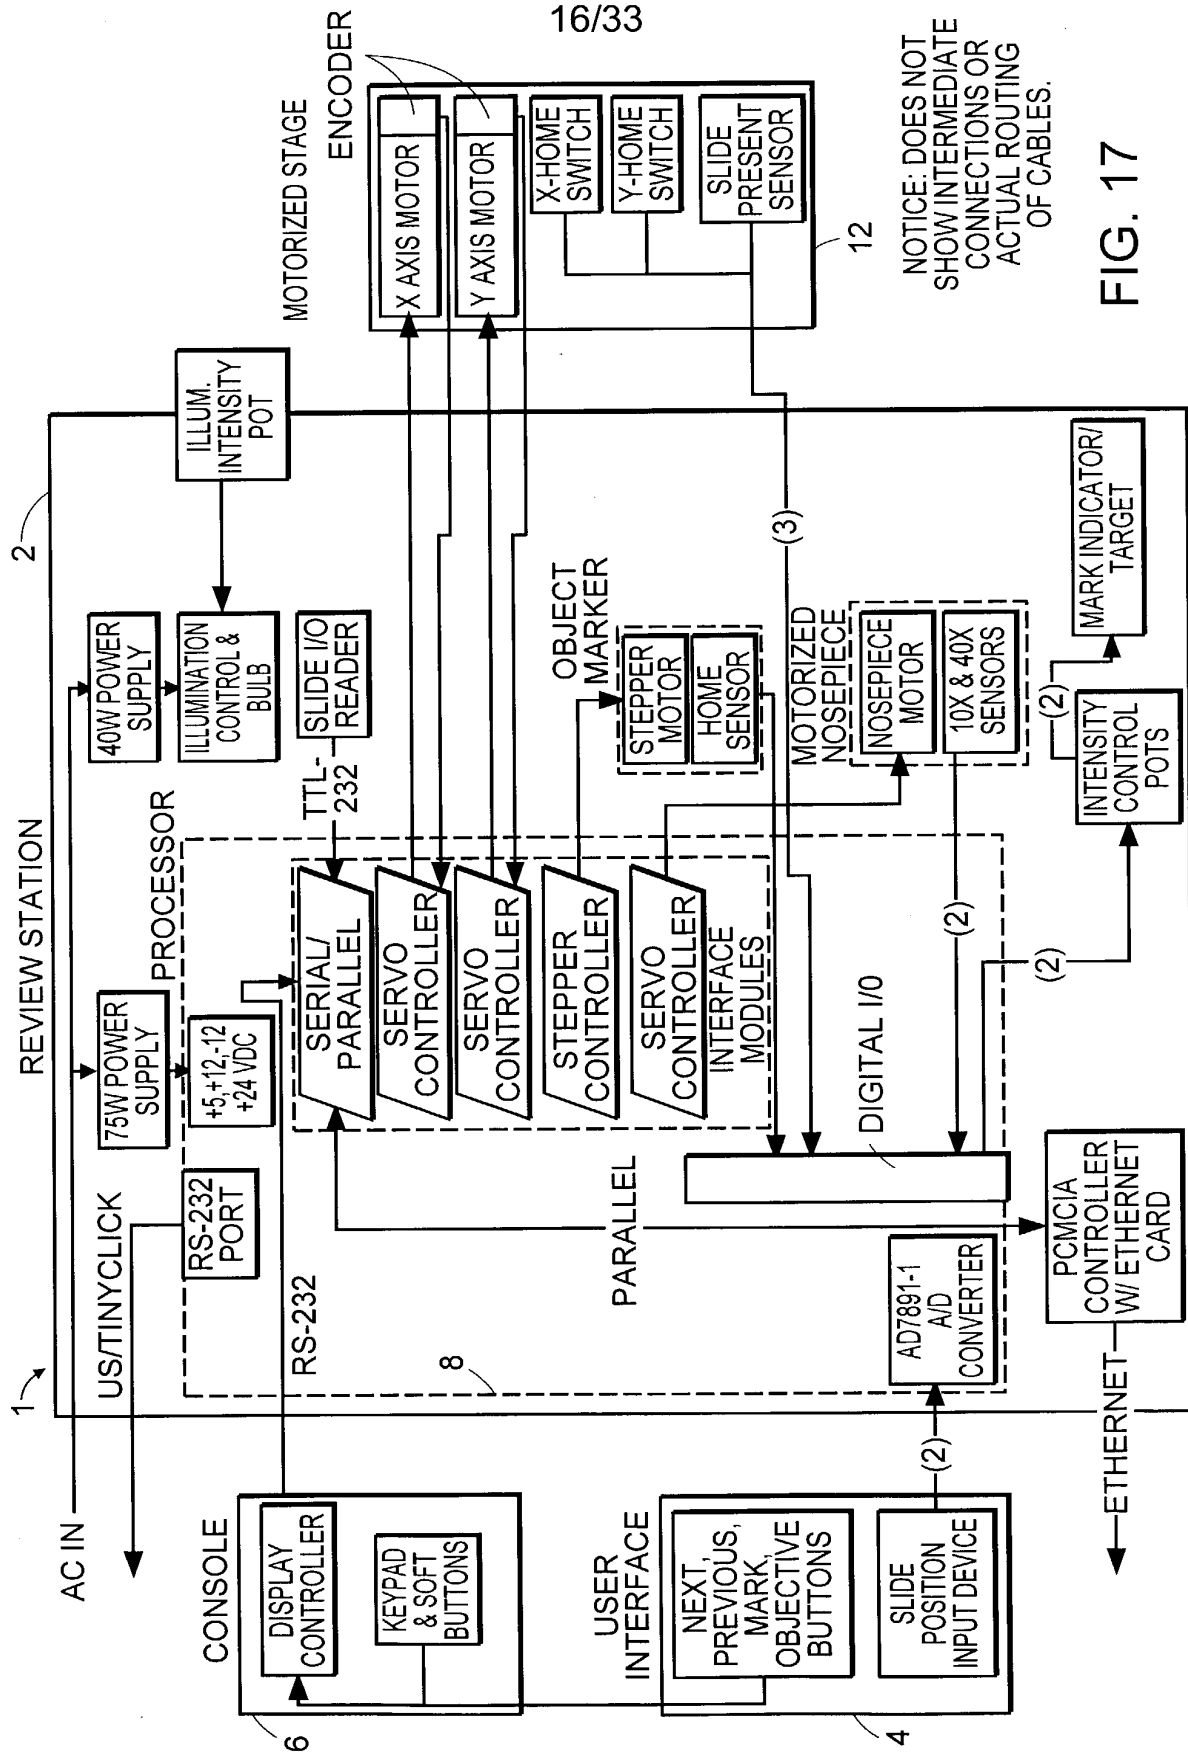 16/33
1
2
REVIEW STATION
AC IN
US/TINYCLICK
RS-232
PORT
75W POWER
SUPPLY
+5,+12,-12
+24 VDC
PROCESSOR
40W POWER
SUPPLY
ILLUMINATION
CONTROL &
BULB
ILLUM.
INTENSITY
POT
SLIDE I/O
READER
TTL-
232
RS-232
CONSOLE
DISPLAY
CONTROLLER
KEYPAD
& SOFT
BUTTONS
6
USER
INTERFACE
NEXT,
PREVIOUS,
MARK,
OBJECTIVE
BUTTONS
SLIDE
POSITION
INPUT DEVICE
4
(2)
8
AD7891-1
A/D
CONVERTER
PARALLEL
SERIAL/
PARALLEL
SERVO
CONTROLLER
SERVO
CONTROLLER
STEPPER
CONTROLLER
SERVO
CONTROLLER
INTERFACE
MODULES
DIGITAL I/0
OBJECT
MARKER
STEPPER
MOTOR
HOME
SENSOR
MOTORIZED
NOSEPIECE
NOSEPIECE
MOTOR
10X & 40X
SENSORS
(3)
(2)
(2)
(2)
INTENSITY
CONTROL
POTS
MARK INDICATOR/
TARGET
PCMCIA
CONTROLLER
W/ ETHERNET
CARD
ETHERNET
MOTORIZED STAGE
ENCODER
X AXIS MOTOR
Y AXIS MOTOR
X-HOME
SWITCH
Y-HOME
SWITCH
SLIDE
PRESENT
SENSOR
12
NOTICE: DOES NOT
SHOW INTERMEDIATE
CONNECTIONS OR
ACTUAL ROUTING
OF CABLES.
FIG. 17